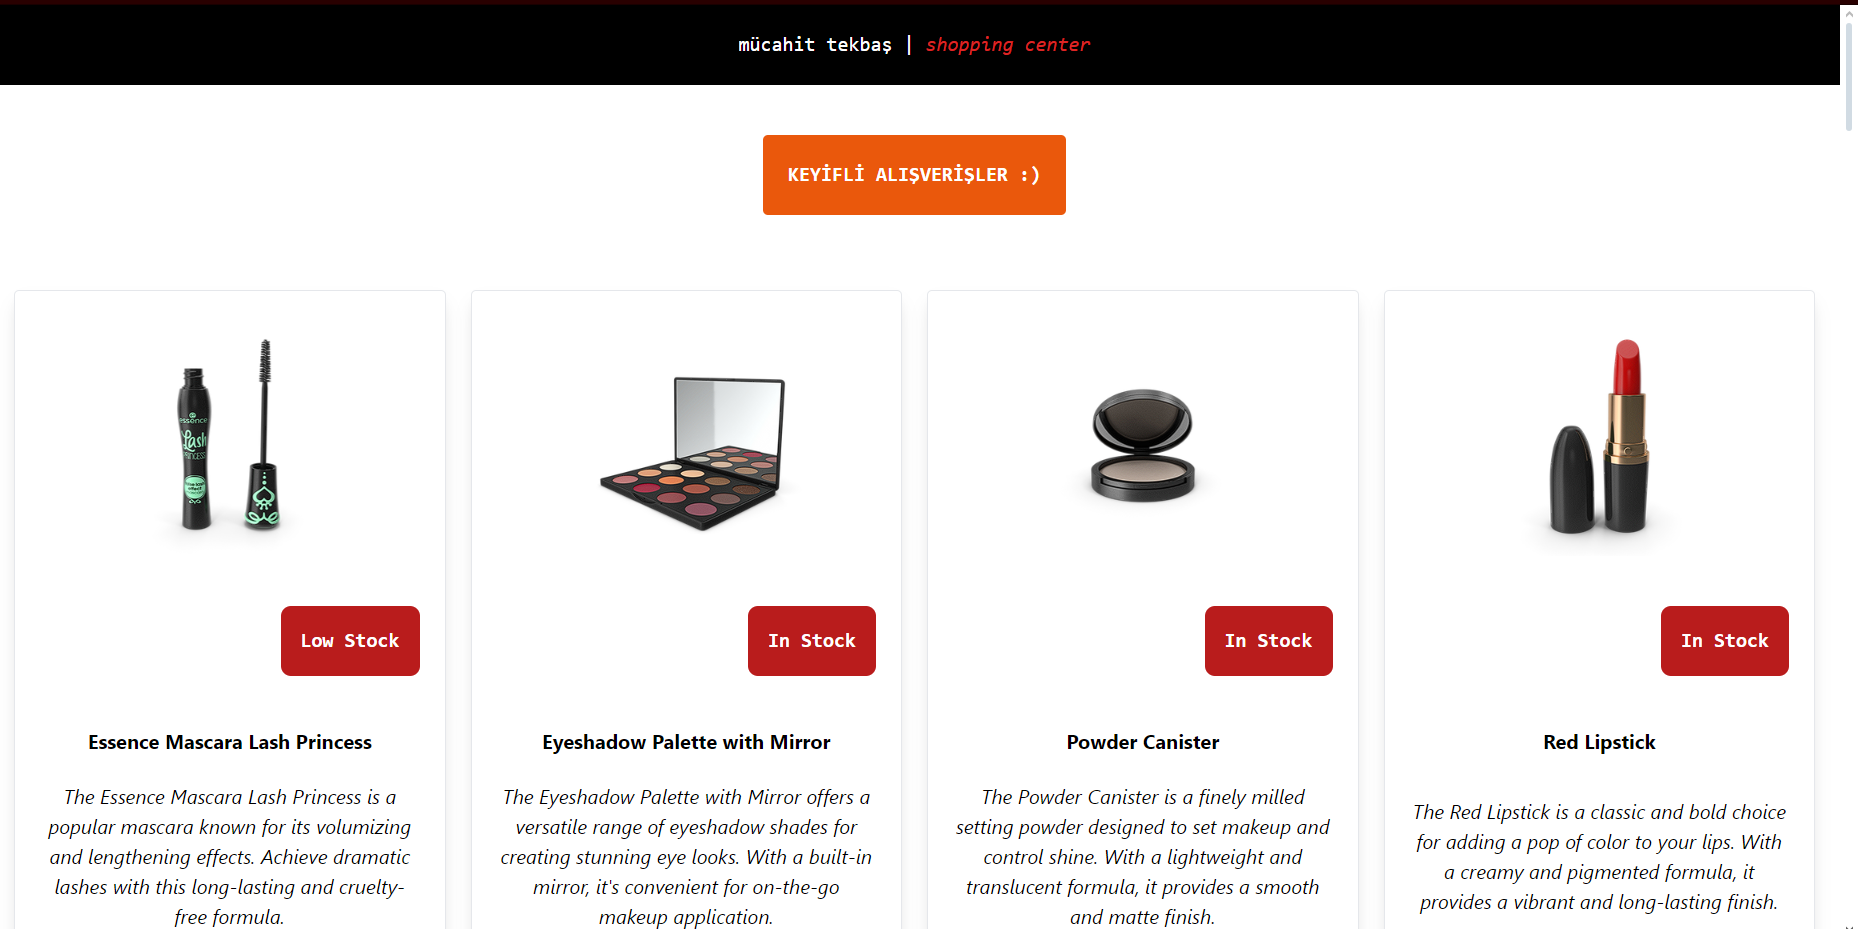 mücahit tekbaş | shopping center
KEYİFLİ ALIŞVERİŞLER :)
essence
Lash
PRINCESS
Low Stock
In Stock
In Stock
In Stock
Essence Mascara Lash Princess
Eyeshadow Palette with Mirror
Powder Canister
Red Lipstick
The Essence Mascara Lash Princess is a
popular mascara known for its volumizing
and lengthening effects. Achieve dramatic
lashes with this long-lasting and cruelty-
free formula.
The Eyeshadow Palette with Mirror offers a
versatile range of eyeshadow shades for
creating stunning eye looks. With a built-in
mirror, it's convenient for on-the-go
makeup application.
The Powder Canister is a finely milled
setting powder designed to set makeup and
control shine. With a lightweight and
translucent formula, it provides a smooth
and matte finish.
The Red Lipstick is a classic and bold choice
for adding a pop of color to your lips. With
a creamy and pigmented formula, it
provides a vibrant and long-lasting finish.